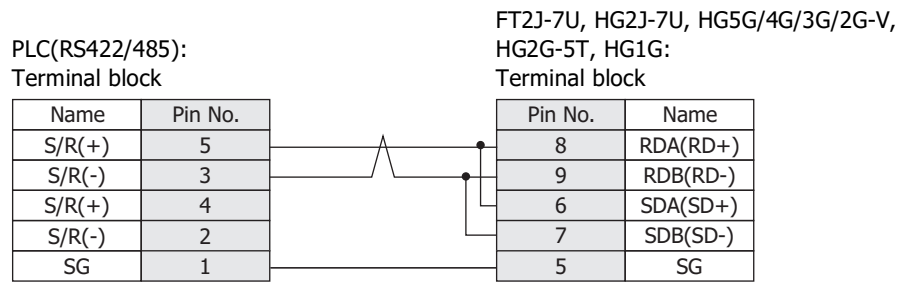 FT2J-7U, HG2J-7U, HG5G/4G/3G/2G-V,
PLC(RS422/485): HG2G-5T, HG1G:
Terminal block Terminal block
Name Pin No. Pin No. Name
S/R(+) 5 8 RDA(RD+)
S/R(-) 3 9 RDB(RD-)
S/R(+) 4 6 SDA(SD+)
S/R(-) 2 7 SDB(SD-)
SG 1 5 SG